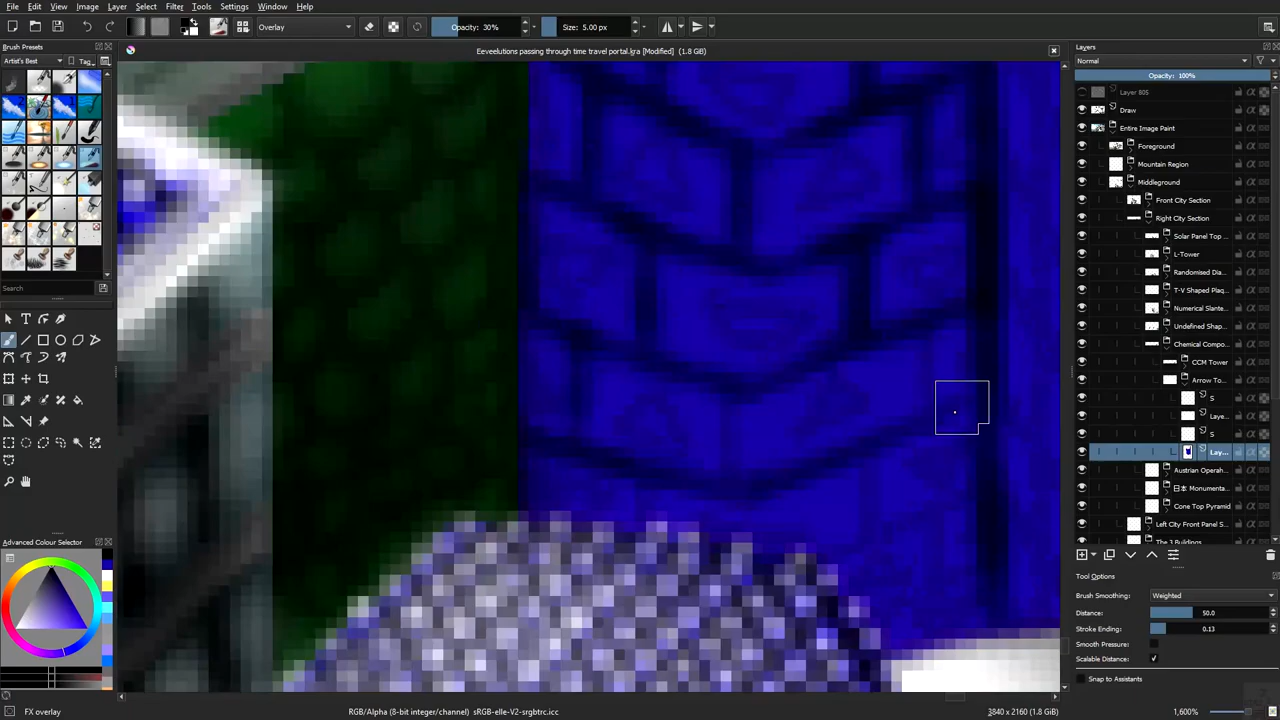 File Edit View Image Layer Select Filter Tools Settings Window Help
Overlay Opacity: 30% Size: 5.00 px
Brush Presets
Eeveelutions passing through time travel portal.kra [Modified] (1.8 GB)
Layers
Artist's Best Tag
Normal
Opacity: 100%
Layer 805
Draw
Entire Image Paint
Foreground
Mountain Region
Middleground
Front City Section
Right City Section
Solar Panel Top ...
L-Tower
Randomised Dia...
T-V Shaped Plaq...
Numerical Slante...
Undefined Shap...
Chemical Compo...
CCM Tower
Arrow To...
S
Laye...
S
Lay...
Austrian Operah...
日本 Monumenta...
Cone Top Pyramid
Left City Front Panel S...
The 3 Buildings
Search
Advanced Colour Selector
Tool Options
Brush Smoothing: Weighted
Distance: 50.0
Stroke Ending: 0.13
Smooth Pressure:
Scalable Distance:
Snap to Assistants
FX overlay
RGB/Alpha (8-bit integer/channel) sRGB-elle-V2-srgbtrc.icc
3840 x 2160 (1.8 GiB)
1,600%